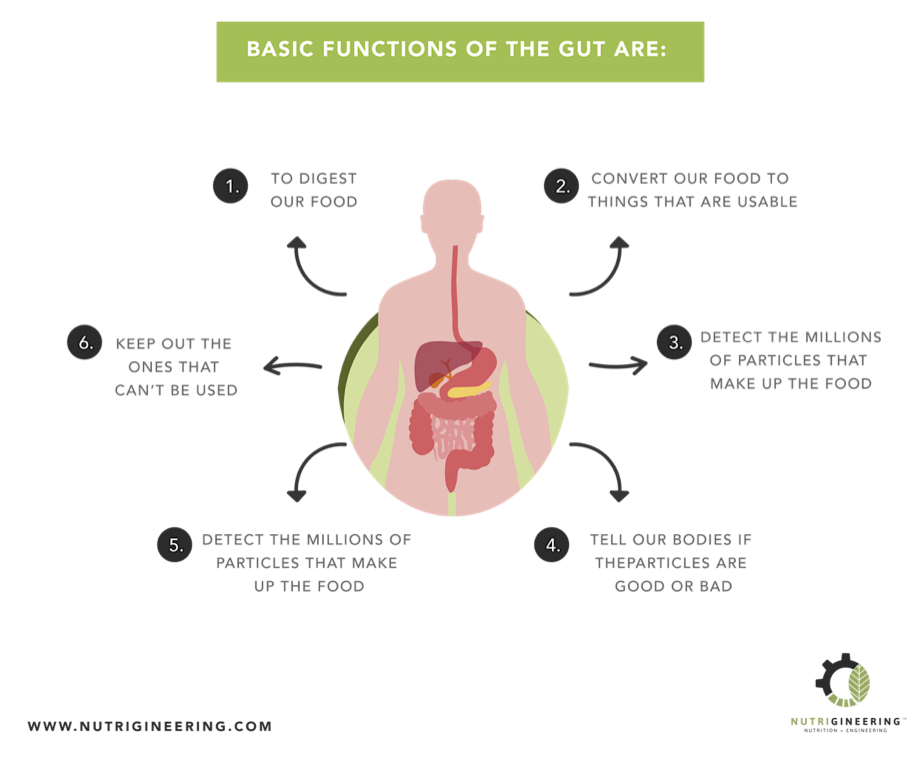 BASIC FUNCTIONS OF THE GUT ARE:
1.
TO DIGEST
OUR FOOD
2.
CONVERT OUR FOOD TO
THINGS THAT ARE USABLE
3.
DETECT THE MILLIONS
OF PARTICLES THAT
MAKE UP THE FOOD
4.
TELL OUR BODIES IF
THEPARTICLES ARE
GOOD OR BAD
5.
DETECT THE MILLIONS OF
PARTICLES THAT MAKE
UP THE FOOD
6.
KEEP OUT THE
ONES THAT
CAN'T BE USED
WWW.NUTRIGINEERING.COM
NUTRIGINEERING™
NUTRITION + ENGINEERING